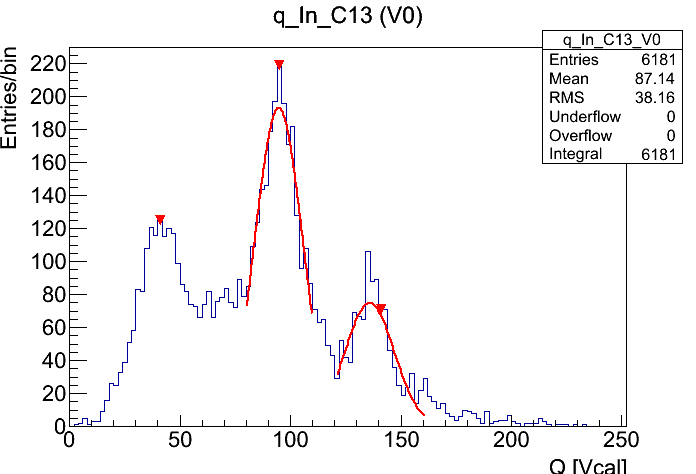 q_In_C13 (V0)
q_In_C13_V0
Entries 6181
Mean 87.14
RMS 38.16
Underflow 0
Overflow 0
Integral 6181
Entries/bin
220
200
180
160
140
120
100
80
60
40
20
0
0 50 100 150 200 250
Q [Vcal]